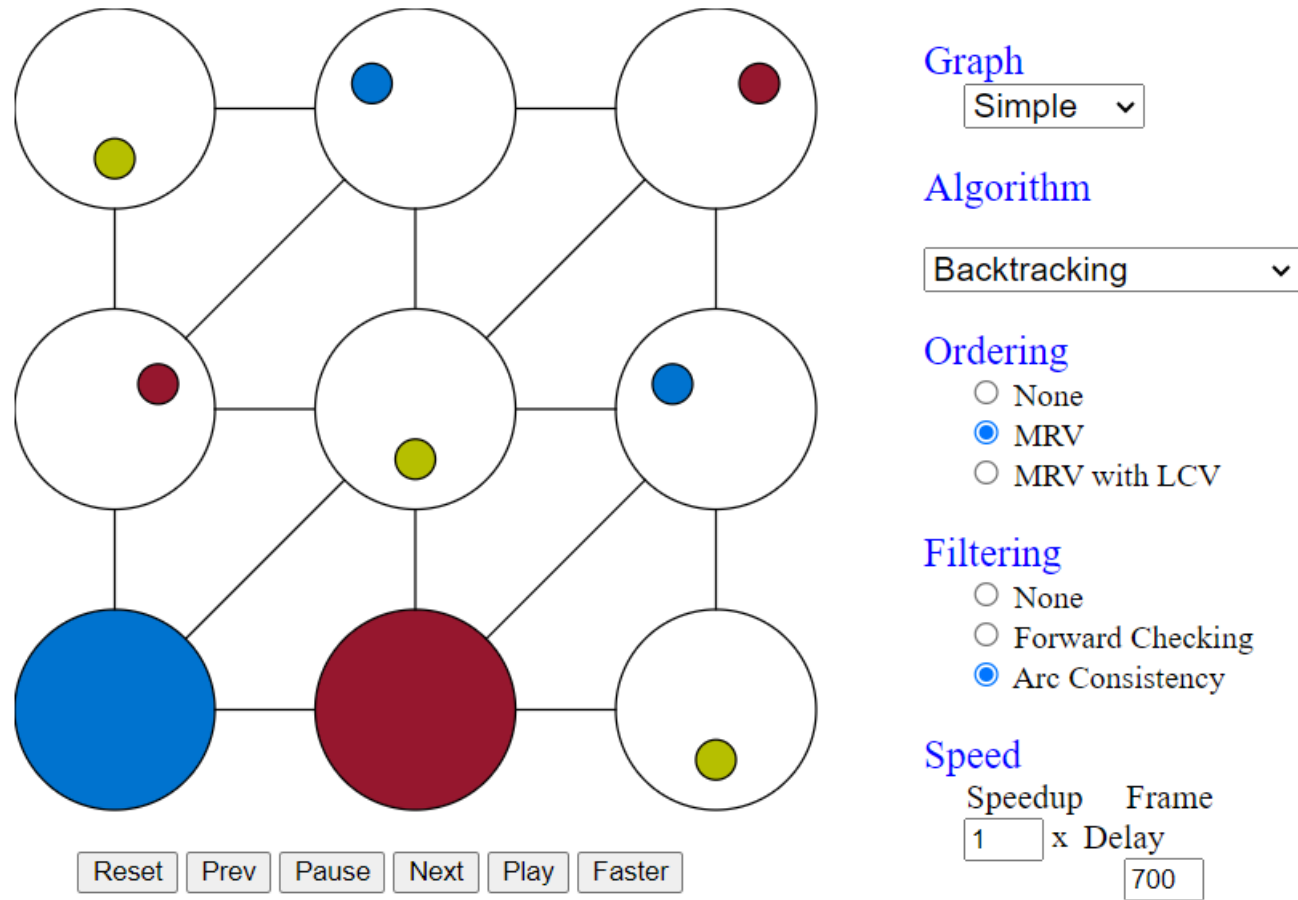 Graph
Simple
Algorithm
Backtracking
Ordering
None
MRV
MRV with LCV
Filtering
None
Forward Checking
Arc Consistency
Speed
Speedup Frame
1 x Delay
700
Reset Prev Pause Next Play Faster